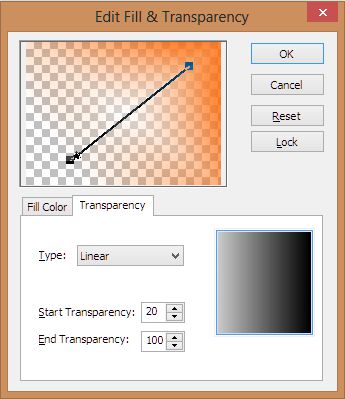 Edit Fill & Transparency
OK
Cancel
Reset
Lock
Fill Color
Transparency
Type: Linear
Start Transparency: 20
End Transparency: 100